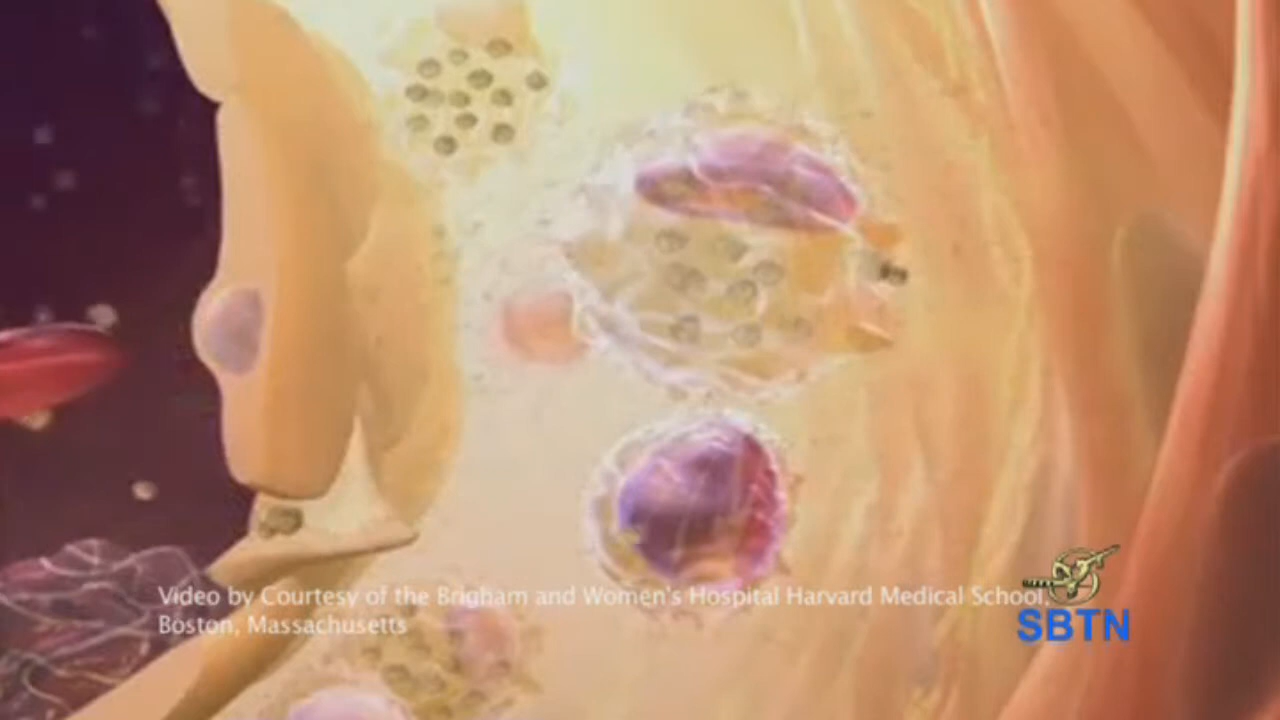 Video by Courtesy of the Brigham and Women's Hospital Harvard Medical School,
Boston, Massachusetts
SBTN